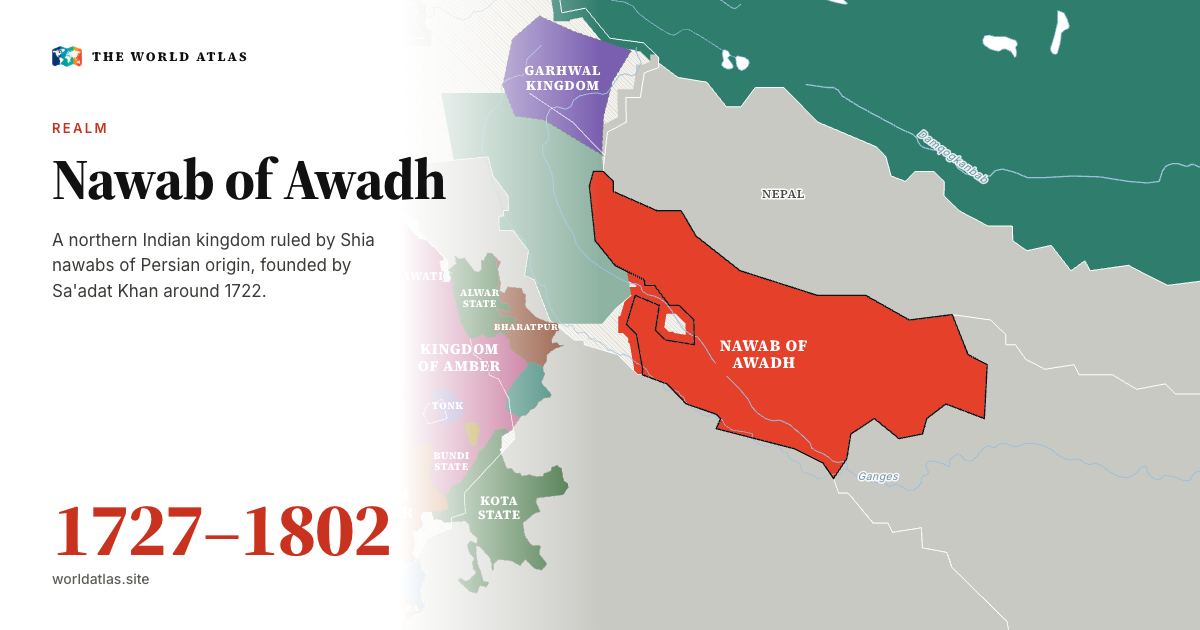 THE WORLD ATLAS
REALM
Nawab of Awadh
A northern Indian kingdom ruled by Shia
nawabs of Persian origin, founded by
Sa'adat Khan around 1722.
1727–1802
worldatlas.site
GARHWAL
KINGDOM
NEPAL
Damqogkanbab
ALWAR
STATE
BHARATPUR
KINGDOM
OF AMBER
TONK
BUNDI
STATE
KOTA
STATE
NAWAB OF
AWADH
Ganges